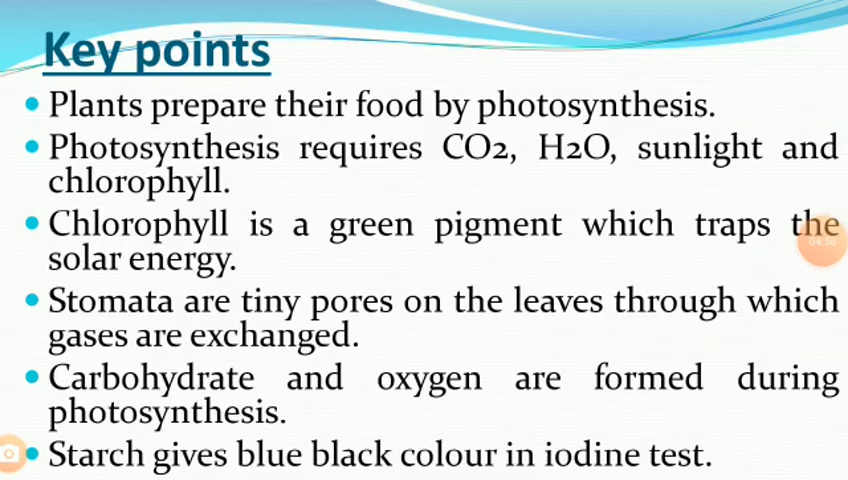 Key points
Plants prepare their food by photosynthesis.
Photosynthesis requires CO2, H2O, sunlight and
chlorophyll.
Chlorophyll is a green pigment which traps the
solar energy.
04:56
Stomata are tiny pores on the leaves through which
gases are exchanged.
Carbohydrate and oxygen are formed during
photosynthesis.
Starch gives blue black colour in iodine test.